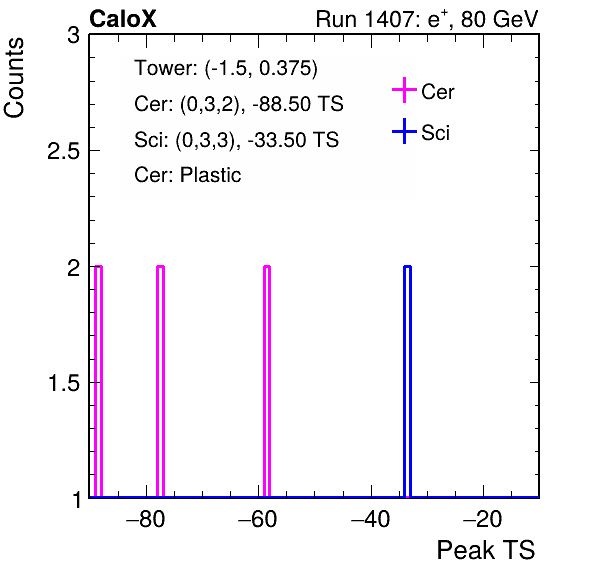 CaloX Run 1407: e⁺, 80 GeV
Counts
3
2.5
2
1.5
1
Tower: (-1.5, 0.375)
Cer: (0,3,2), -88.50 TS
Sci: (0,3,3), -33.50 TS
Cer: Plastic
Cer
Sci
−80 −60 −40 −20
Peak TS